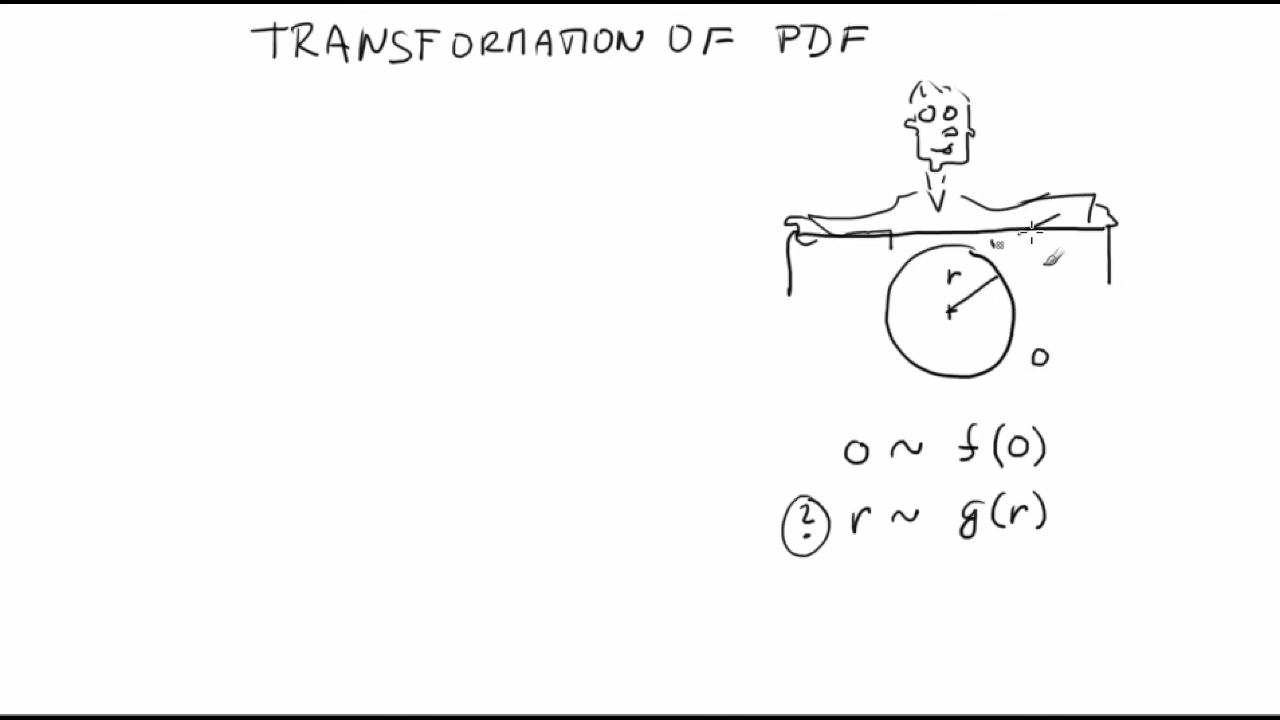 TRANSFORMATION OF PDF
r
o
o ~ f(o)
? r ~ g(r)